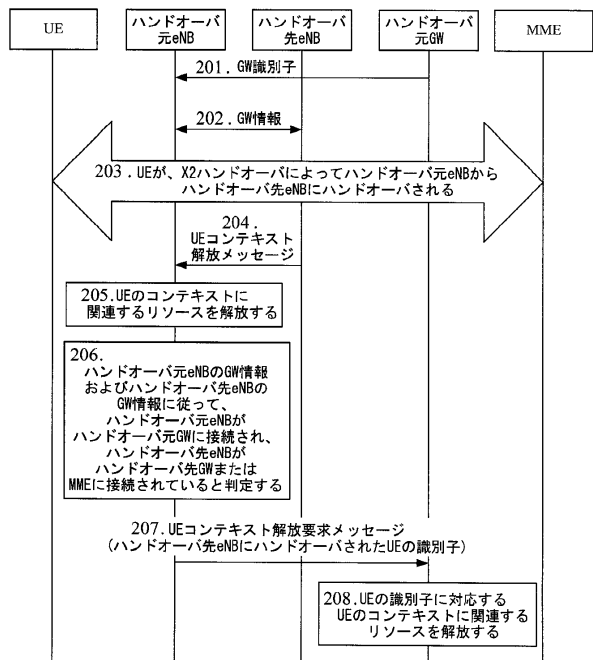 UE
ハンドオーバ
元eNB
ハンドオーバ
先eNB
ハンドオーバ
元GW
MME
201.GW識別子
202.GW情報
203.UEが、X2ハンドオーバによってハンドオーバ元eNBから
ハンドオーバ先eNBにハンドオーバされる
204.
UEコンテキスト
解放メッセージ
205.UEのコンテキストに
関連するリソースを解放する
206.
ハンドオーバ元eNBのGW情報
およびハンドオーバ先eNBの
GW情報に従って、
ハンドオーバ元eNBが
ハンドオーバ元GWに接続され、
ハンドオーバ先eNBが
ハンドオーバ先GWまたは
MMEに接続されていると判定する
207.UEコンテキスト解放要求メッセージ
(ハンドオーバ先eNBにハンドオーバされたUEの識別子)
208.UEの識別子に対応する
UEのコンテキストに関連する
リソースを解放する